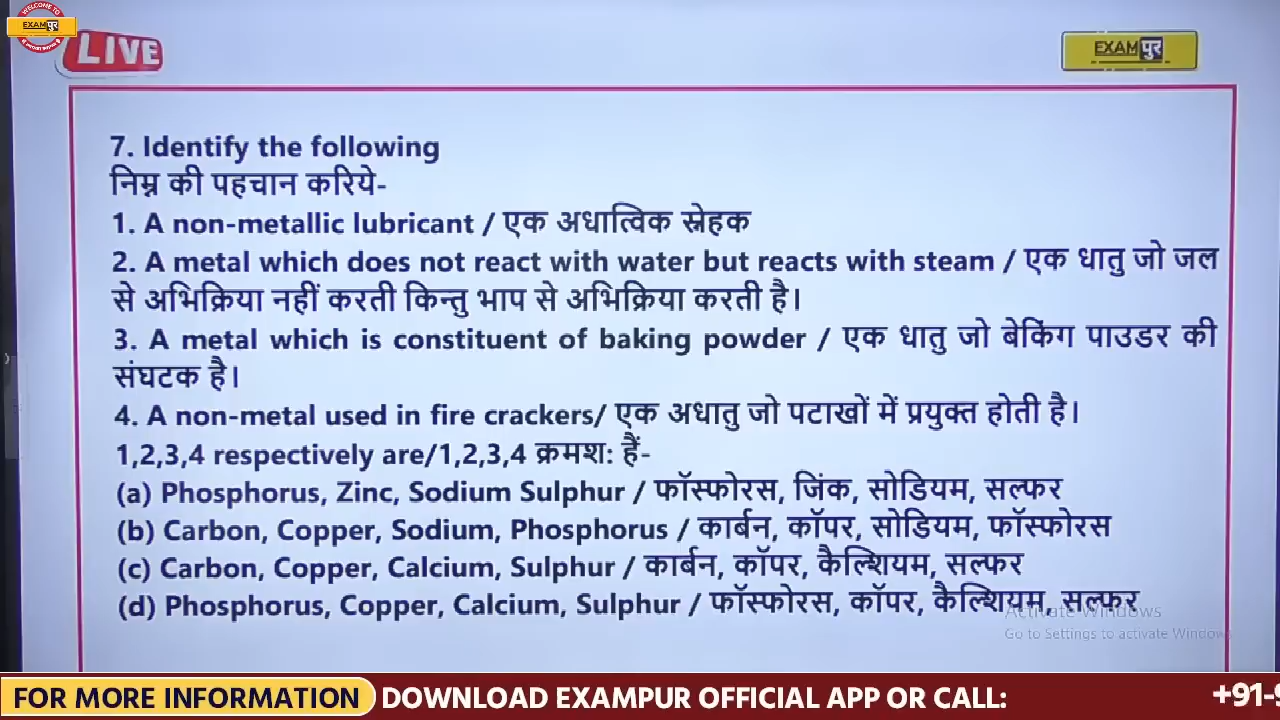 WELCOME TO
EXAMपुर
LIVE
EXAMपुर
7. Identify the following
निम्न की पहचान करिये-
1. A non-metallic lubricant / एक अधात्विक स्नेहक
2. A metal which does not react with water but reacts with steam / एक धातु जो जल
से अभिक्रिया नहीं करती किन्तु भाप से अभिक्रिया करती है।
3. A metal which is constituent of baking powder / एक धातु जो बेकिंग पाउडर की
संघटक है।
4. A non-metal used in fire crackers/ एक अधातु जो पटाखों में प्रयुक्त होती है।
1,2,3,4 respectively are/1,2,3,4 क्रमश: हैं-
(a) Phosphorus, Zinc, Sodium Sulphur / फॉस्फोरस, जिंक, सोडियम, सल्फर
(b) Carbon, Copper, Sodium, Phosphorus / कार्बन, कॉपर, सोडियम, फॉस्फोरस
(c) Carbon, Copper, Calcium, Sulphur / कार्बन, कॉपर, कैल्शियम, सल्फर
(d) Phosphorus, Copper, Calcium, Sulphur / फॉस्फोरस, कॉपर, कैल्शियम, सल्फर
Activate Windows
Go to Settings to activate Windows
FOR MORE INFORMATION DOWNLOAD EXAMPUR OFFICIAL APP OR CALL: +91-9